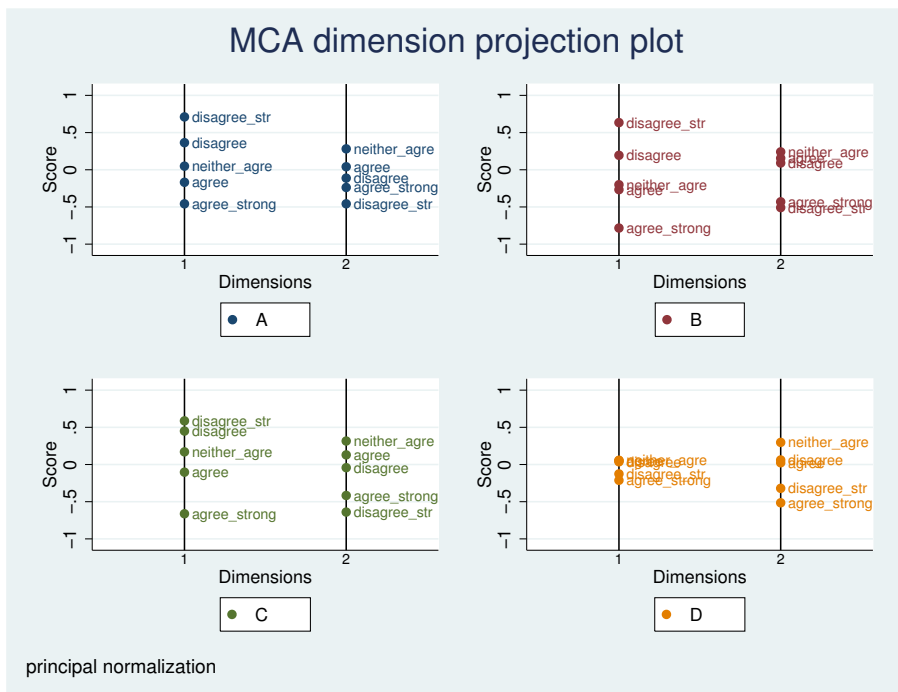 MCA dimension projection plot
1
.5
0
-.5
-1
Score
disagree_str
disagree
neither_agre
agree
agree_strong
neither_agre
agree
disagree
agree_strong
disagree_str
1
2
Dimensions
A
1
.5
0
-.5
-1
Score
disagree_str
disagree
neither_agre
agree
agree_strong
neither_agre
agree
disagree
agree_strong
disagree_str
1
2
Dimensions
B
1
.5
0
-.5
-1
Score
disagree_str
disagree
neither_agre
agree
agree_strong
neither_agre
agree
disagree
agree_strong
disagree_str
1
2
Dimensions
C
1
.5
0
-.5
-1
Score
neither_agre
disagree
disagree_str
agree_strong
neither_agre
disagree
agree
disagree_str
agree_strong
1
2
Dimensions
D
principal normalization